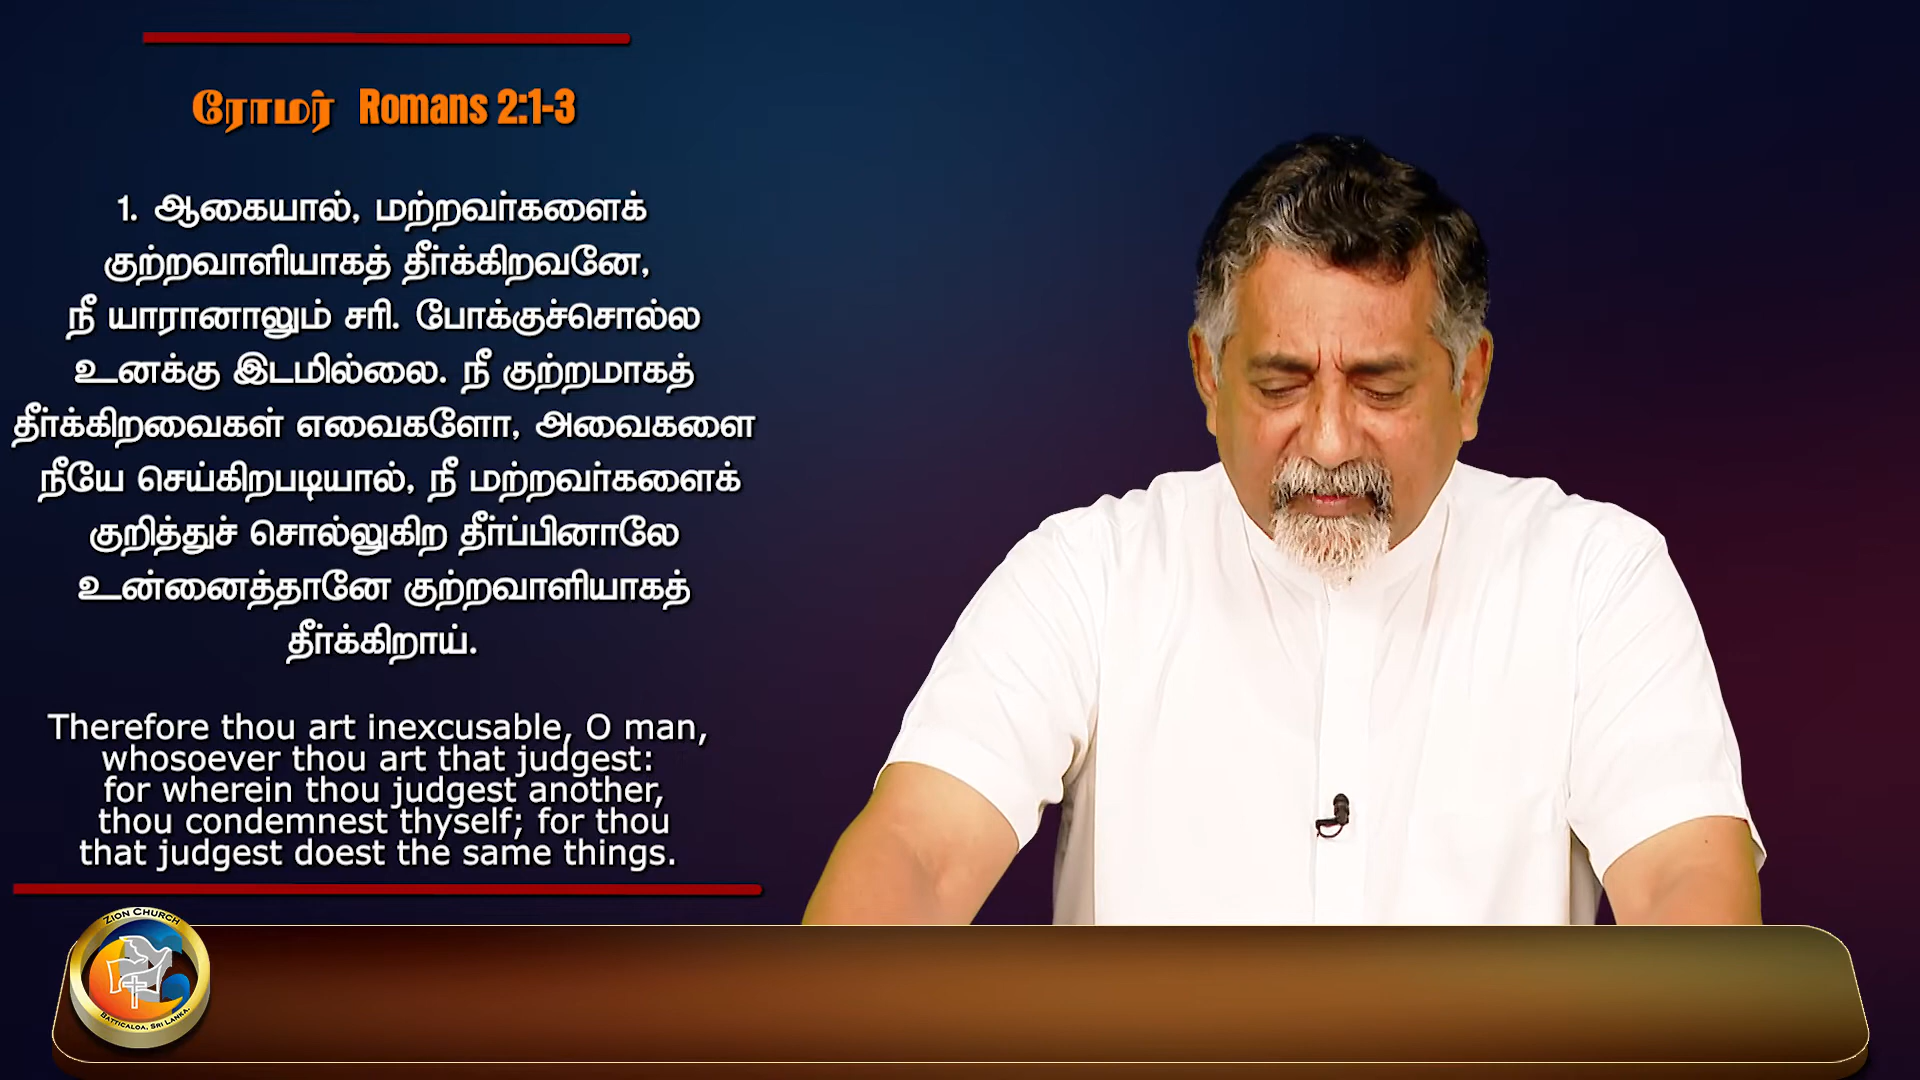 ரோமர் Romans 2:1-3
1. ஆகையால், மற்றவர்களைக்
குற்றவாளியாகத் தீர்க்கிறவனே,
நீ யாரானாலும் சரி. போக்குச்சொல்ல
உனக்கு இடமில்லை. நீ குற்றமாகத்
தீர்க்கிறவைகள் எவைகளோ, அவைகளை
நீயே செய்கிறபடியால், நீ மற்றவர்களைக்
குறித்துச் சொல்லுகிற தீர்ப்பினாலே
உன்னைத்தானே குற்றவாளியாகத்
தீர்க்கிறாய்.
Therefore thou art inexcusable, O man,
whosoever thou art that judgest:
for wherein thou judgest another,
thou condemnest thyself; for thou
that judgest doest the same things.
ZION CHURCH
BATTICALOA, SRI LANKA.